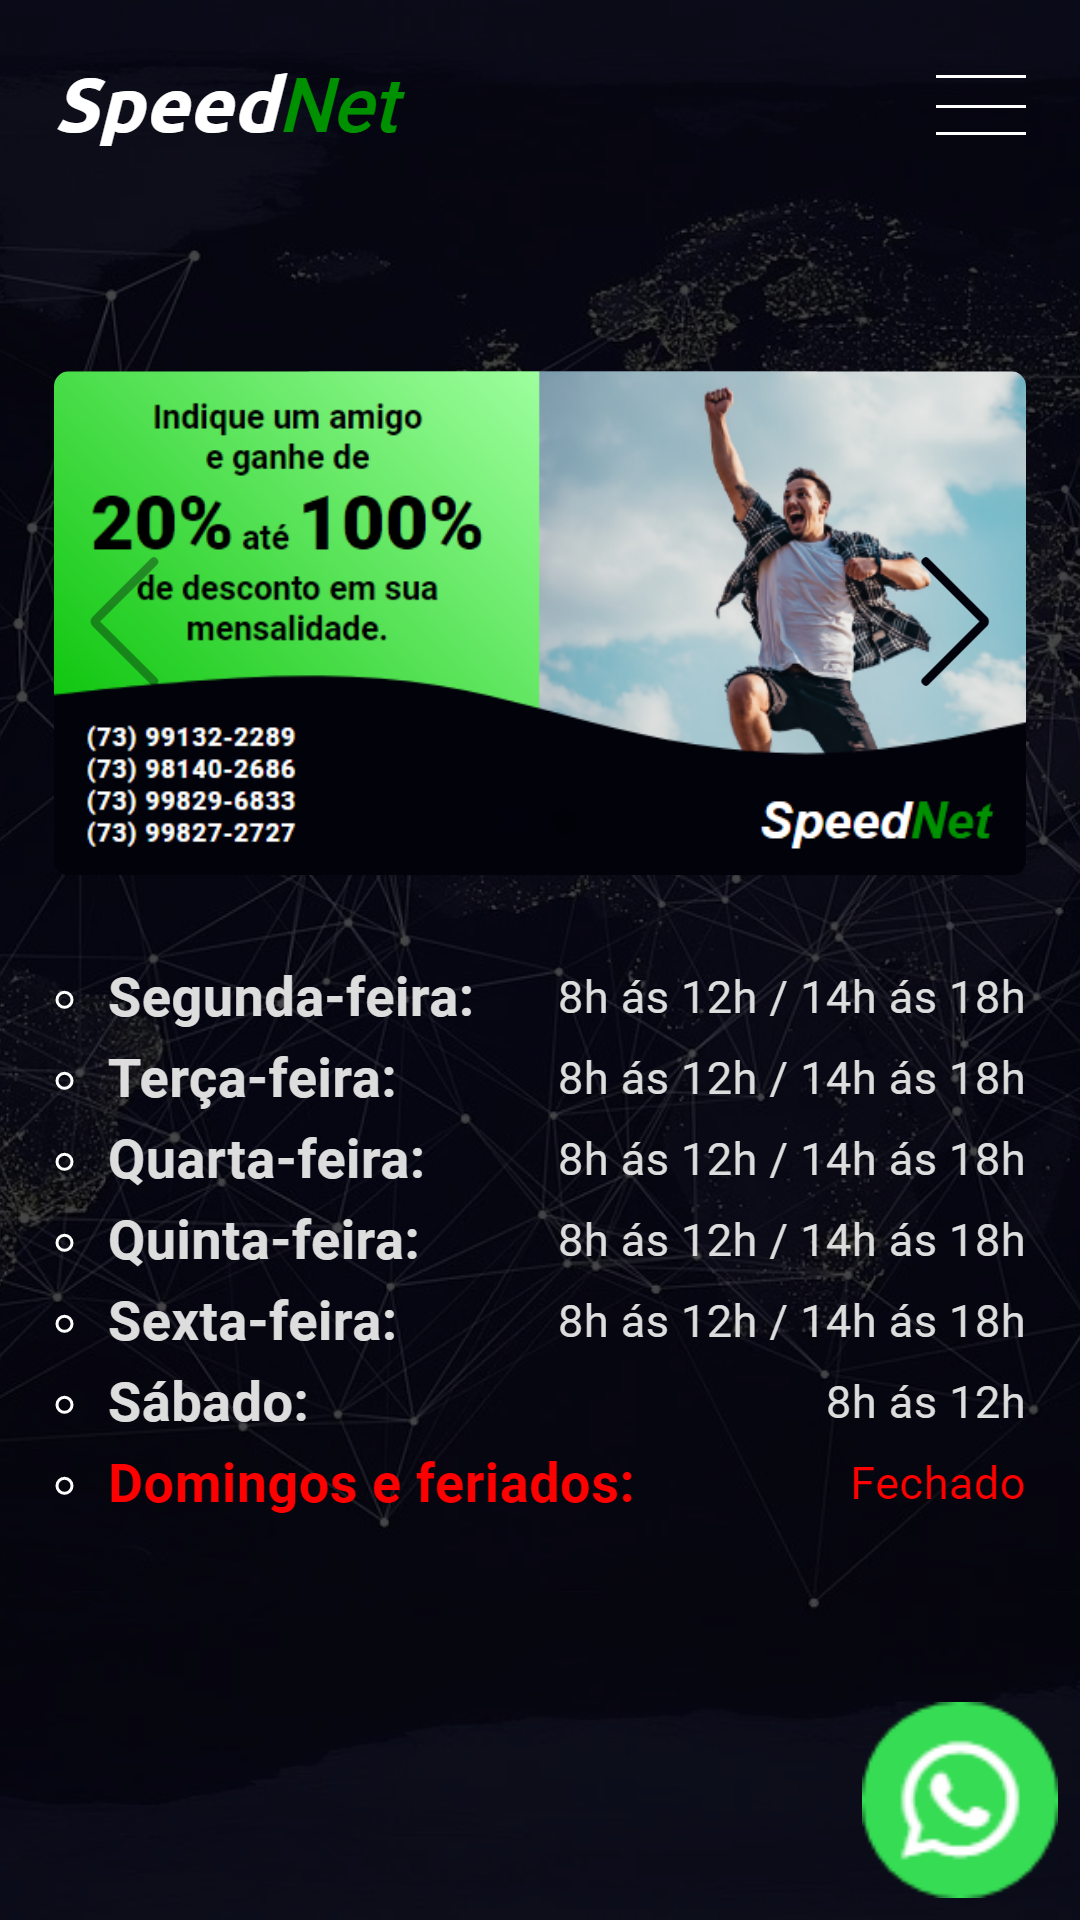 SpeedNet
Indique um amigo
e ganhe de
20% até 100%
de desconto em sua
mensalidade.
(73) 99132-2289
(73) 98140-2686
(73) 99829-6833
(73) 99827-2727
SpeedNet
Segunda-feira: 8h ás 12h / 14h ás 18h
Terça-feira: 8h ás 12h / 14h ás 18h
Quarta-feira: 8h ás 12h / 14h ás 18h
Quinta-feira: 8h ás 12h / 14h ás 18h
Sexta-feira: 8h ás 12h / 14h ás 18h
Sábado: 8h ás 12h
Domingos e feriados: Fechado